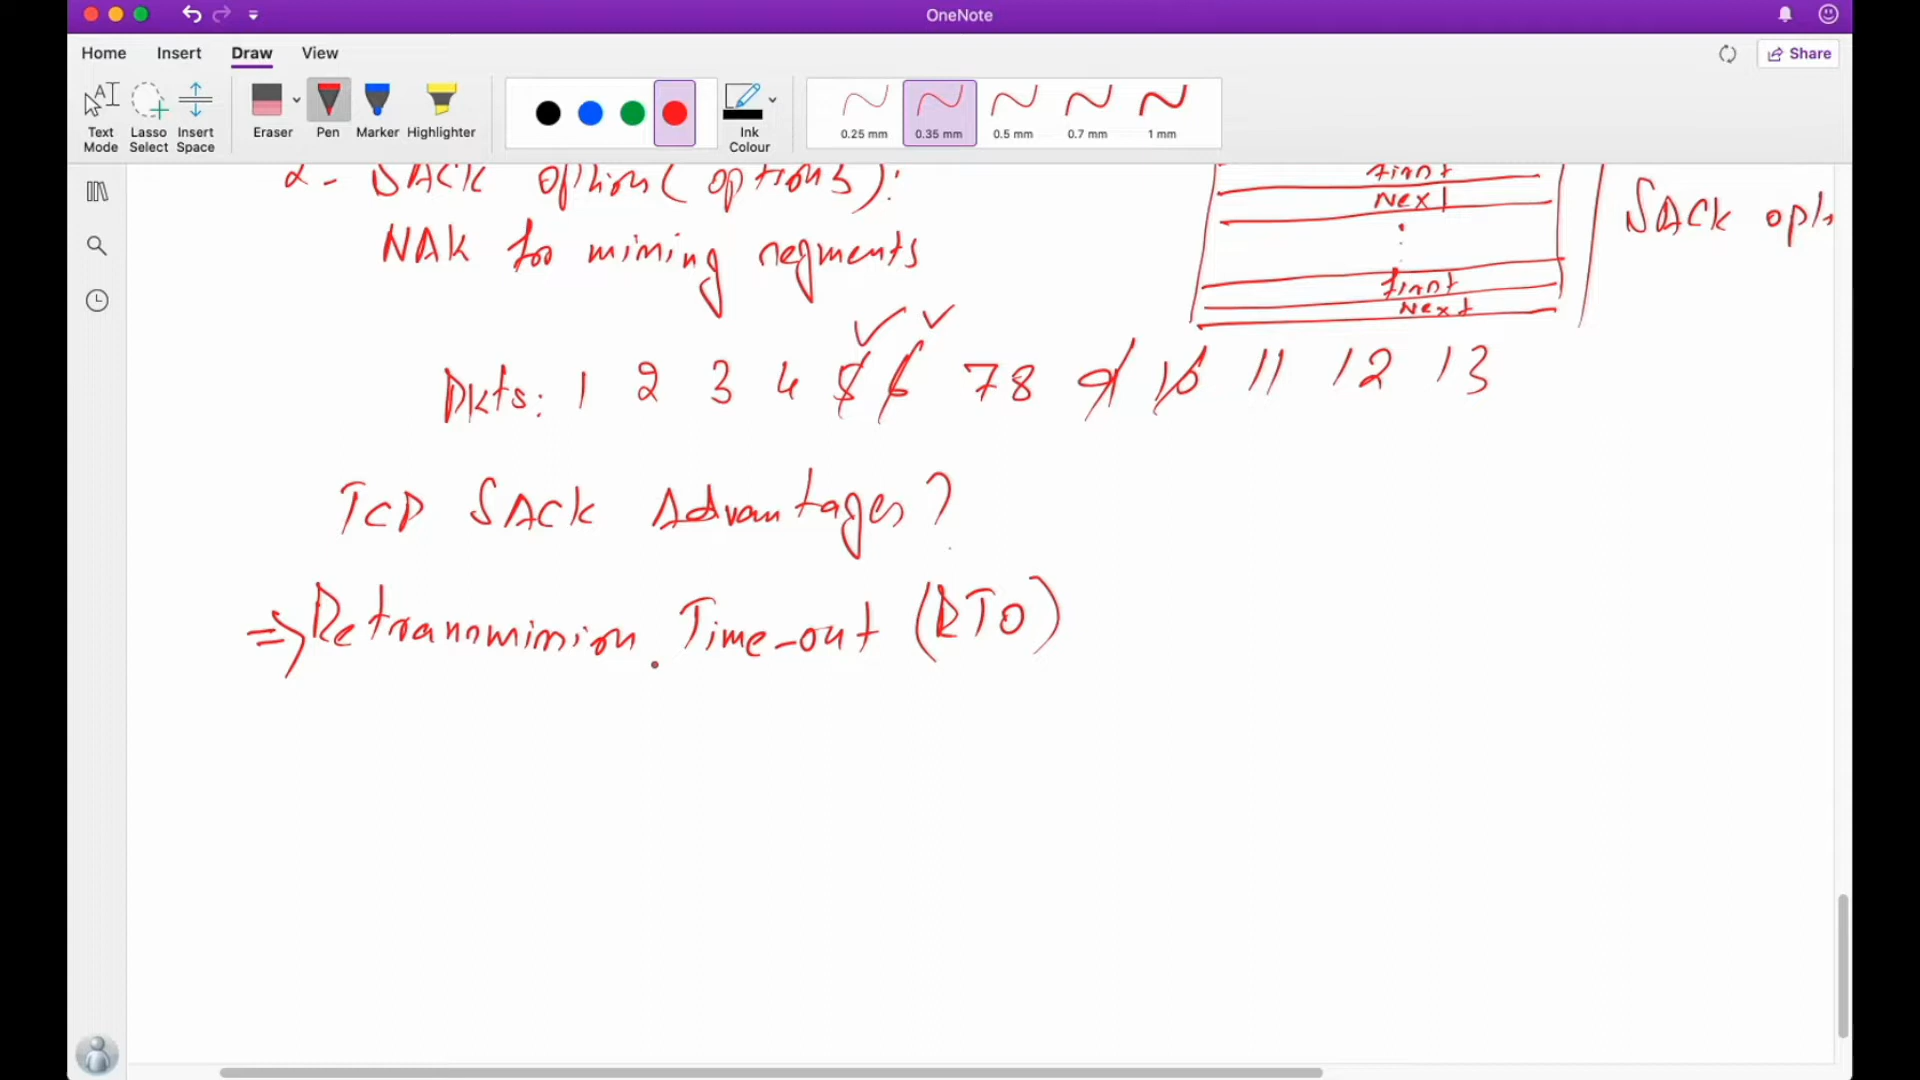 OneNote
Home Insert Draw View
Share
Text Mode
Lasso Select
Insert Space
Eraser
Pen
Marker
Highlighter
Ink Colour
0.25 mm
0.35 mm
0.5 mm
0.7 mm
1 mm
2- SACK option (options):
NAK for missing segments
first
Next
first
Next
SACK opti
Pkts: 1 2 3 4 5 6 7 8 9 10 11 12 13
TCP SACK Advantages?
=> Retransmission Time-out (RTO)